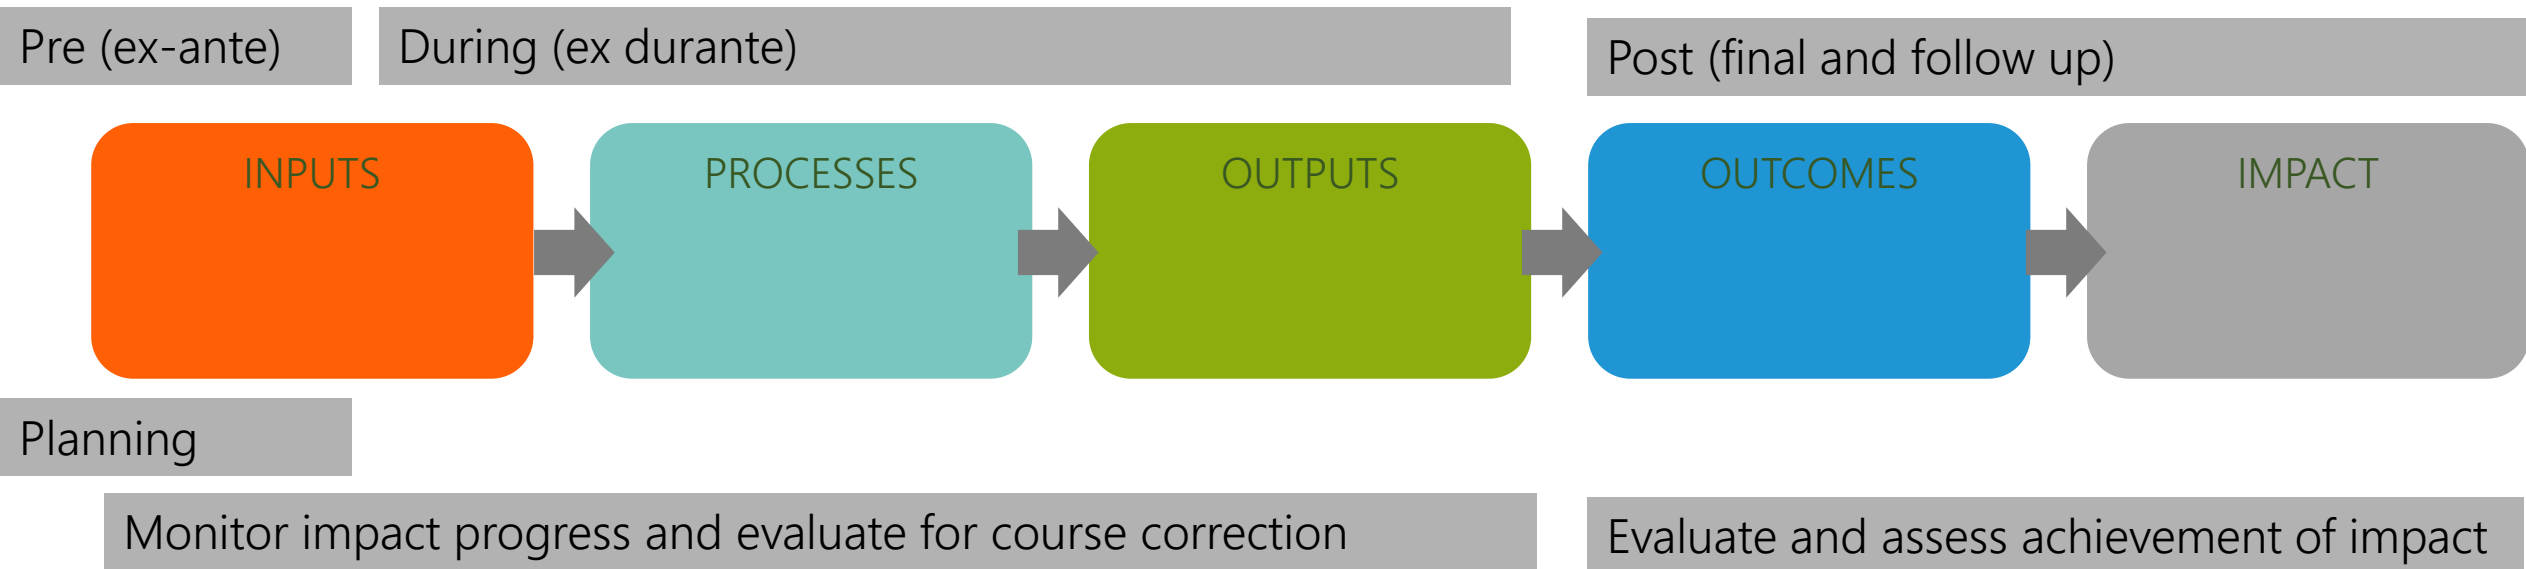 Pre (ex-ante)
During (ex durante)
Post (final and follow up)
INPUTS
PROCESSES
OUTPUTS
OUTCOMES
IMPACT
Planning
Monitor impact progress and evaluate for course correction
Evaluate and assess achievement of impact